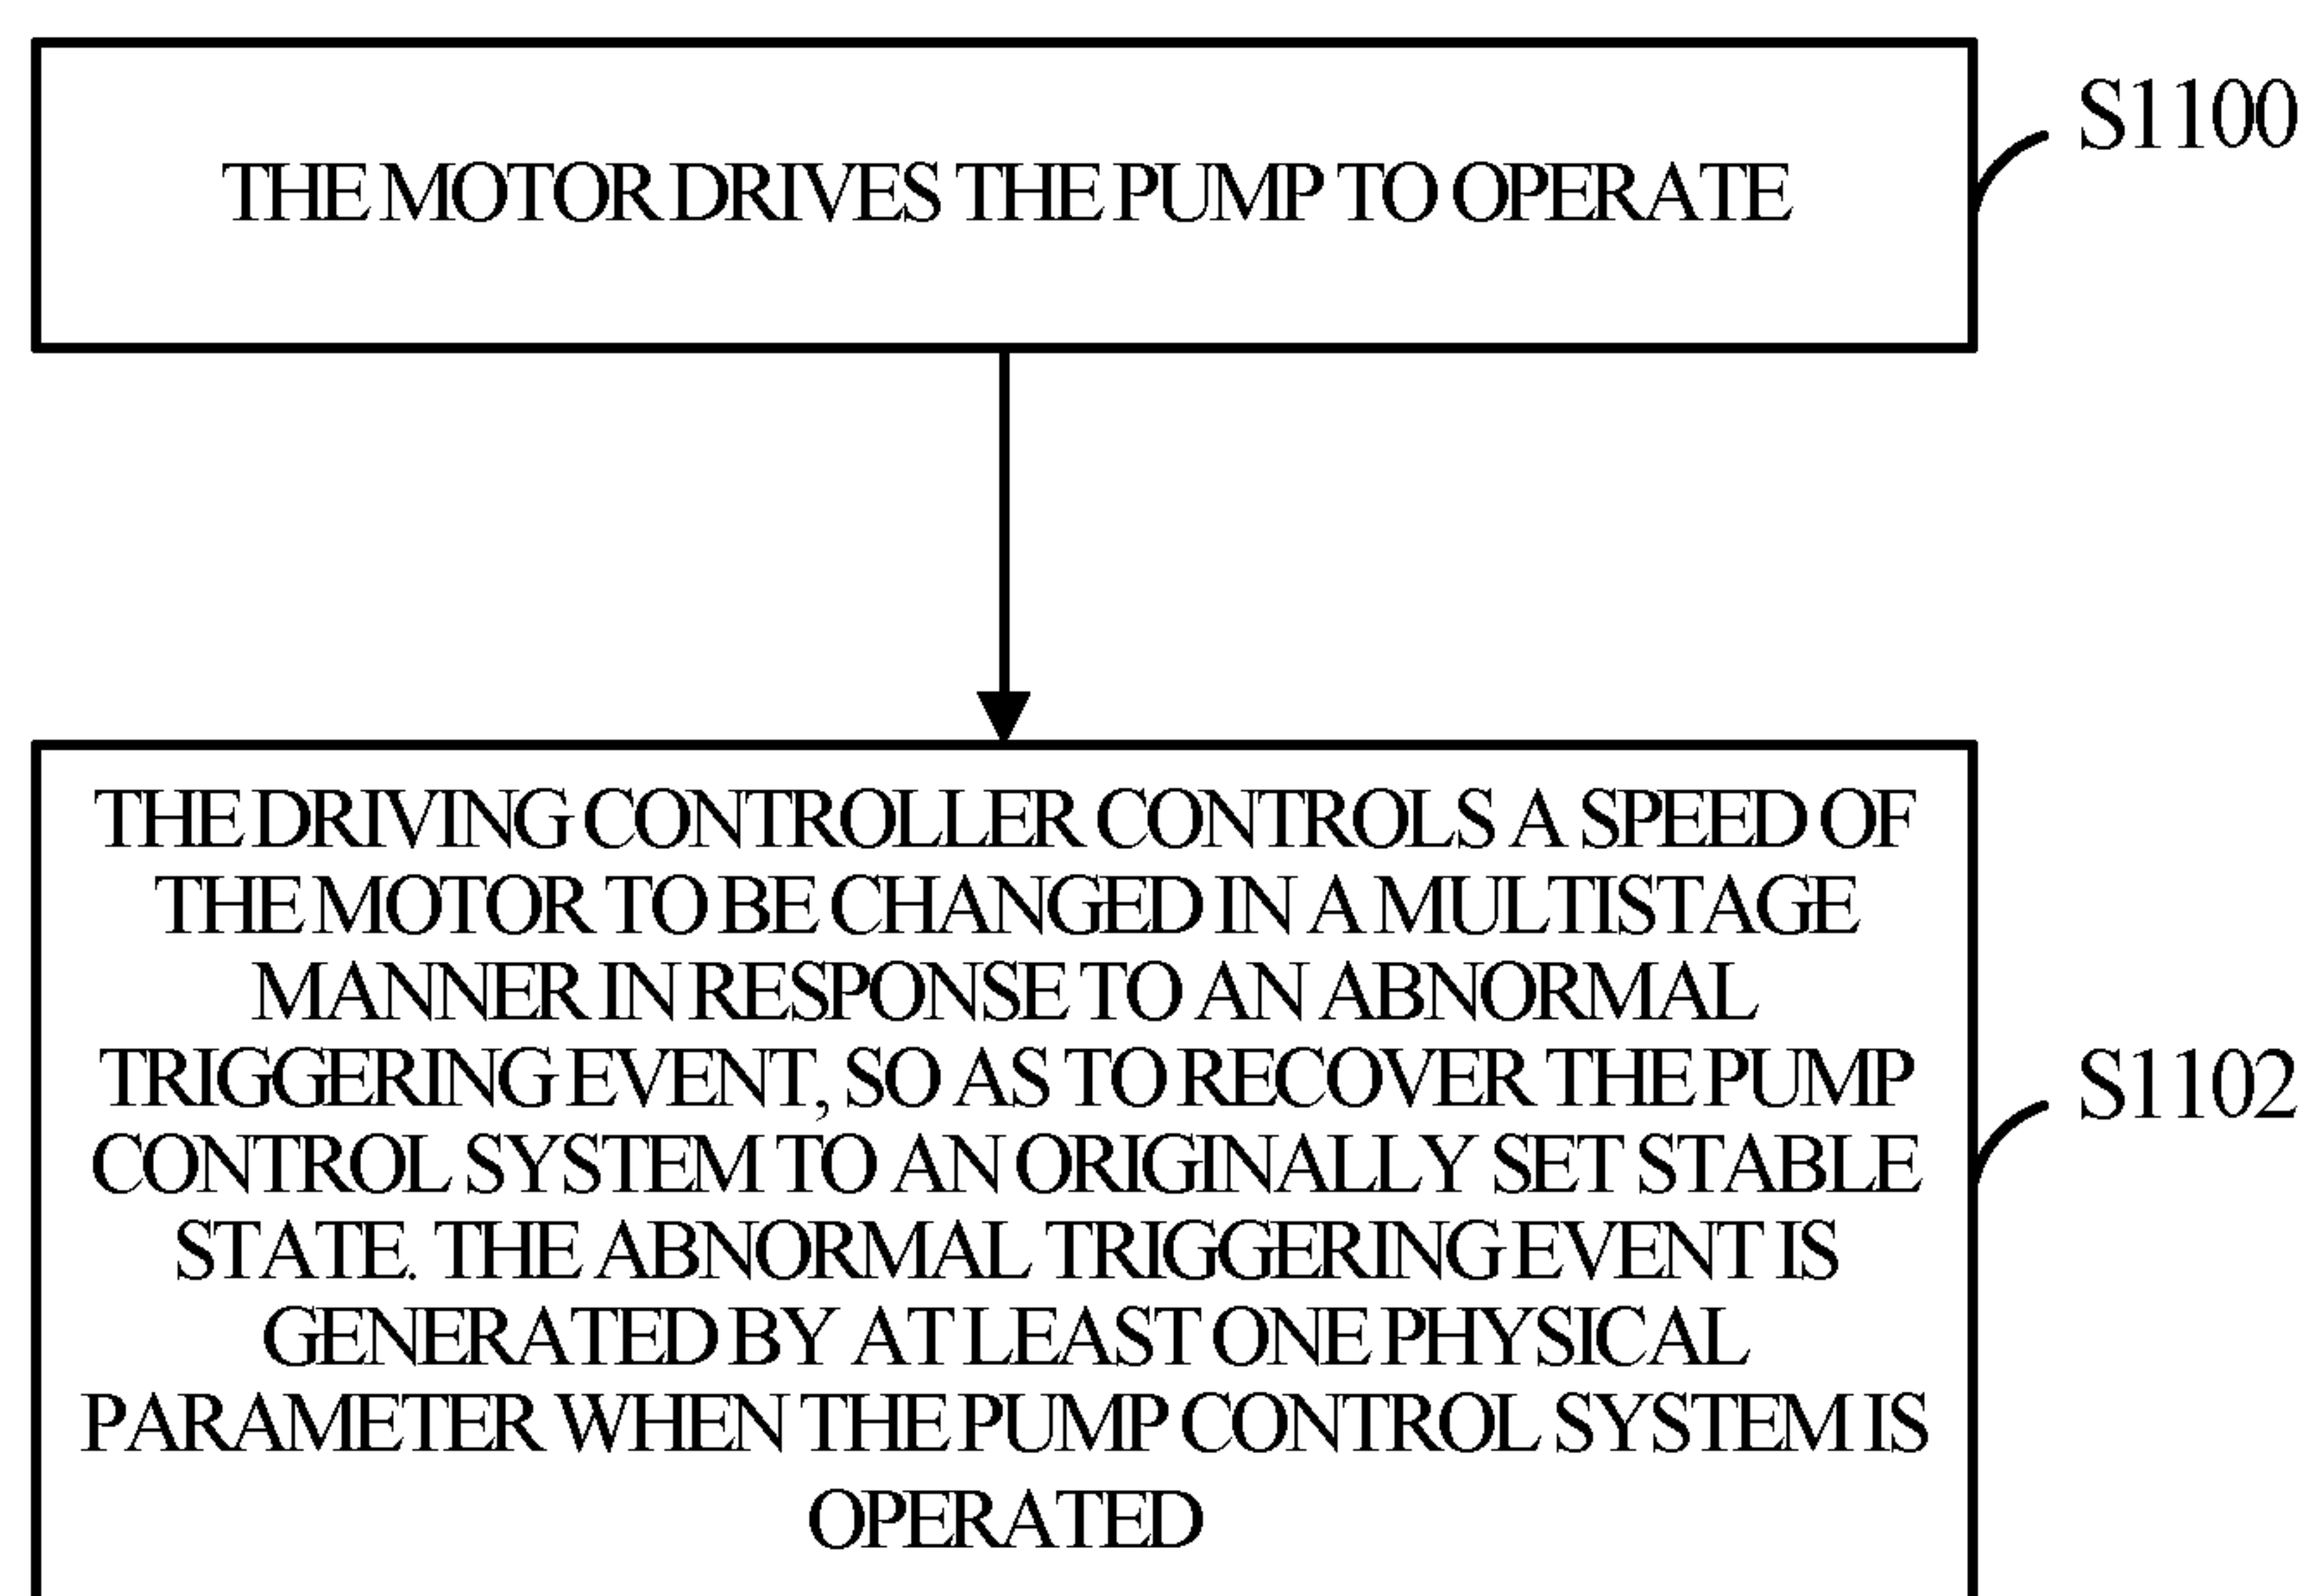 S1100
THE MOTOR DRIVES THE PUMP TO OPERATE
THE DRIVING CONTROLLER CONTROLS A SPEED OF
THE MOTOR TO BE CHANGED IN A MULTISTAGE
MANNER IN RESPONSE TO AN ABNORMAL
TRIGGERING EVENT, SO AS TO RECOVER THE PUMP
CONTROL SYSTEM TO AN ORIGINALLY SET STABLE
STATE. THE ABNORMAL TRIGGERING EVENT IS
GENERATED BY AT LEAST ONE PHYSICAL
PARAMETER WHEN THE PUMP CONTROL SYSTEM IS
OPERATED
S1102